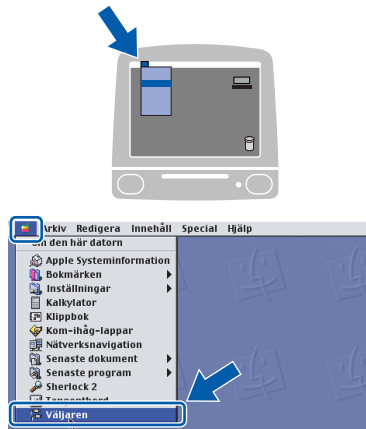 Arkiv Redigera Innehåll Special Hjälp
Om den här datorn
Apple Systeminformation
Bokmärken
Inställningar
Kalkylator
Klippbok
Kom-ihåg-lappar
Nätverksnavigation
Senaste dokument
Senaste program
Sherlock 2
Tangentbord
Väljaren